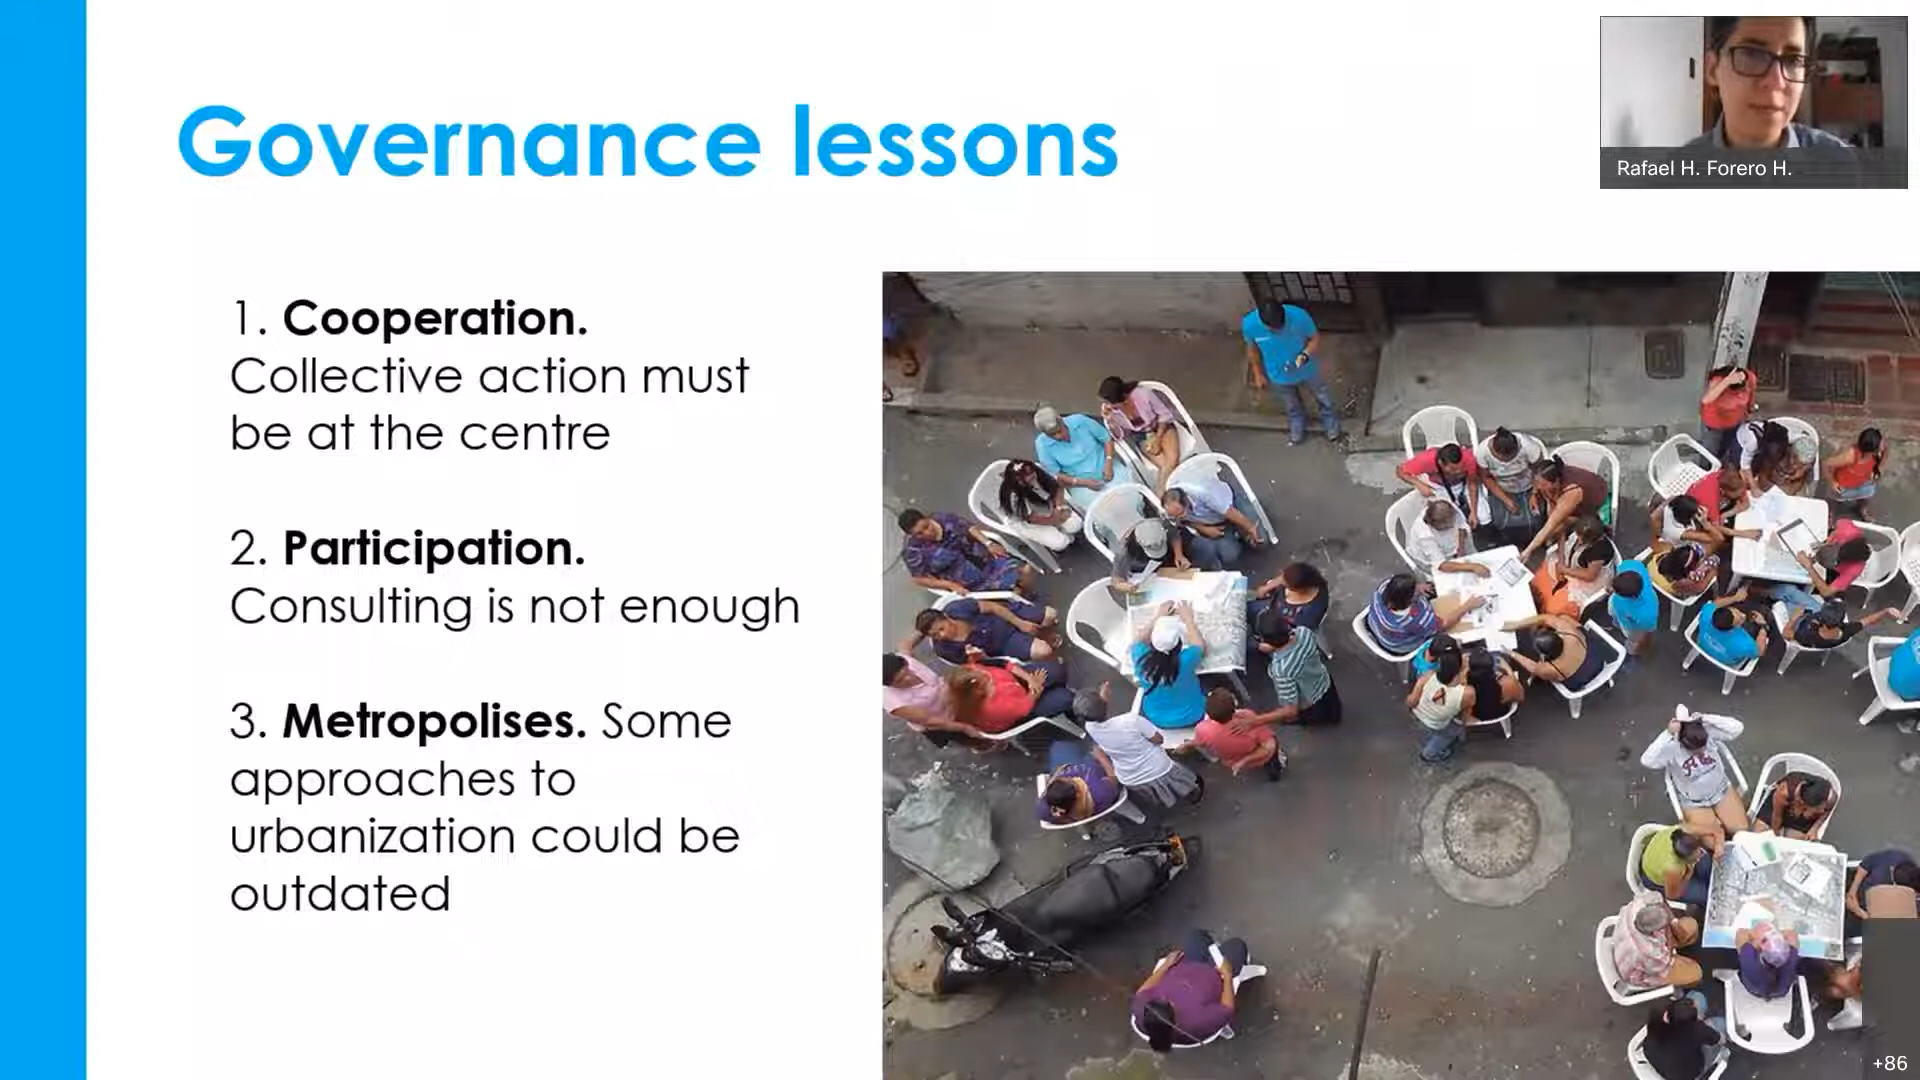 Governance lessons
Rafael H. Forero H.
1. Cooperation.
Collective action must
be at the centre
2. Participation.
Consulting is not enough
3. Metropolises. Some
approaches to
urbanization could be
outdated
+86